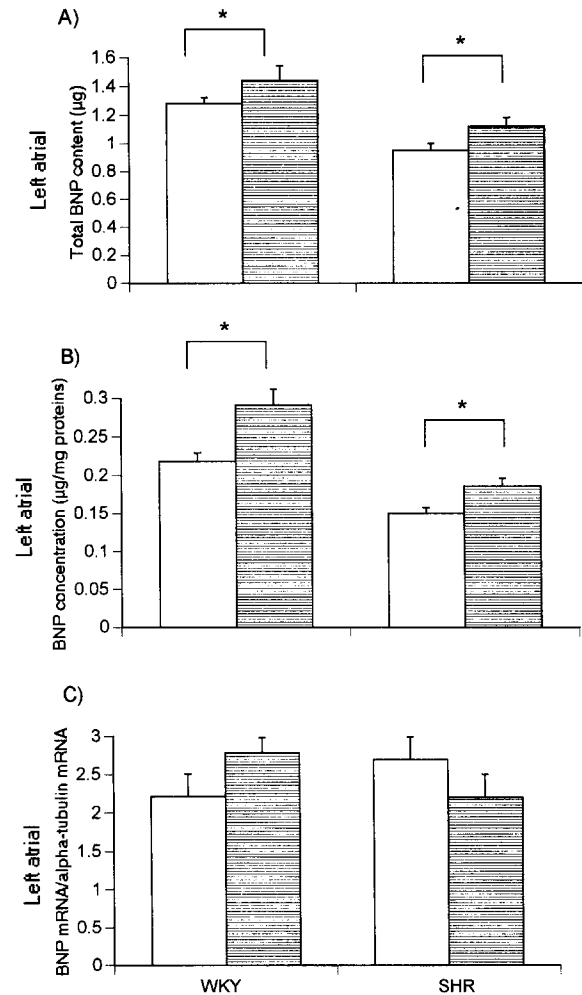 A)
*
*
Left atrial
Total BNP content (µg)
1.6
1.4
1.2
1
0.8
0.6
0.4
0.2
0
B)
*
*
Left atrial
BNP concentration (µg/mg proteins)
0.3
0.25
0.2
0.15
0.1
0.05
0
C)
Left atrial
BNP mRNA/alpha-tubulin mRNA
3
2.5
2
1.5
1
0.5
0
WKY
SHR